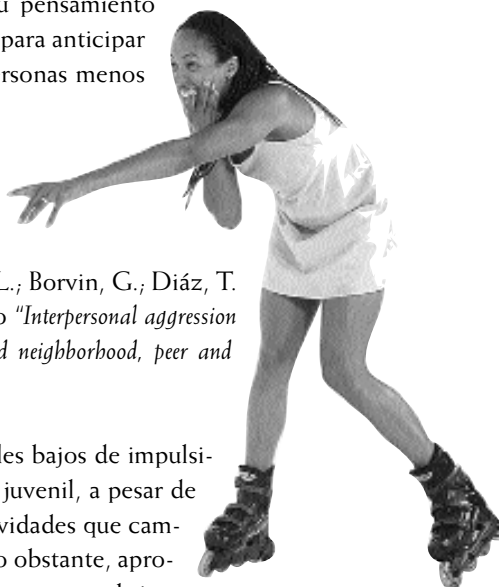 pensamiento
para anticipar
ersonas menos
L.; Borvin, G.; Diáz, T.
o "Interpersonal aggression
d neighborhood, peer and
les bajos de impulsi-
juvenil, a pesar de
vidades que cam-
o obstante, apro-